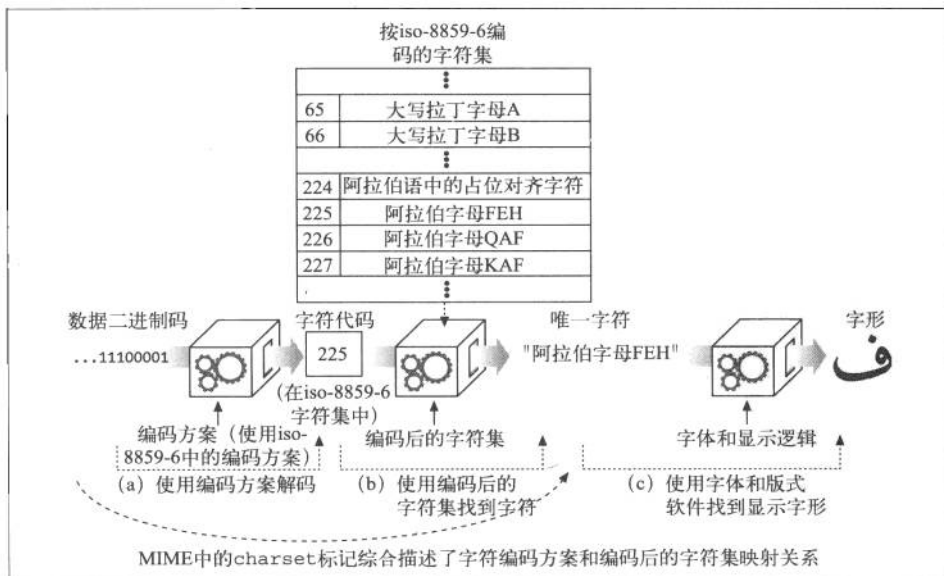 按iso-8859-6编
码的字符集
65 大写拉丁字母A
66 大写拉丁字母B
224 阿拉伯语中的占位对齐字符
225 阿拉伯字母FEH
226 阿拉伯字母QAF
227 阿拉伯字母KAF
数据二进制码
字符代码
唯一字符
字形
...11100001
225
"阿拉伯字母FEH"
ف
(在iso-8859-6
字符集中)
编码方案（使用iso-
8859-6中的编码方案）
编码后的字符集
字体和显示逻辑
（a）使用编码方案解码
（b）使用编码后的
字符集找到字符
（c）使用字体和版式
软件找到显示字形
MIME中的charset标记综合描述了字符编码方案和编码后的字符集映射关系